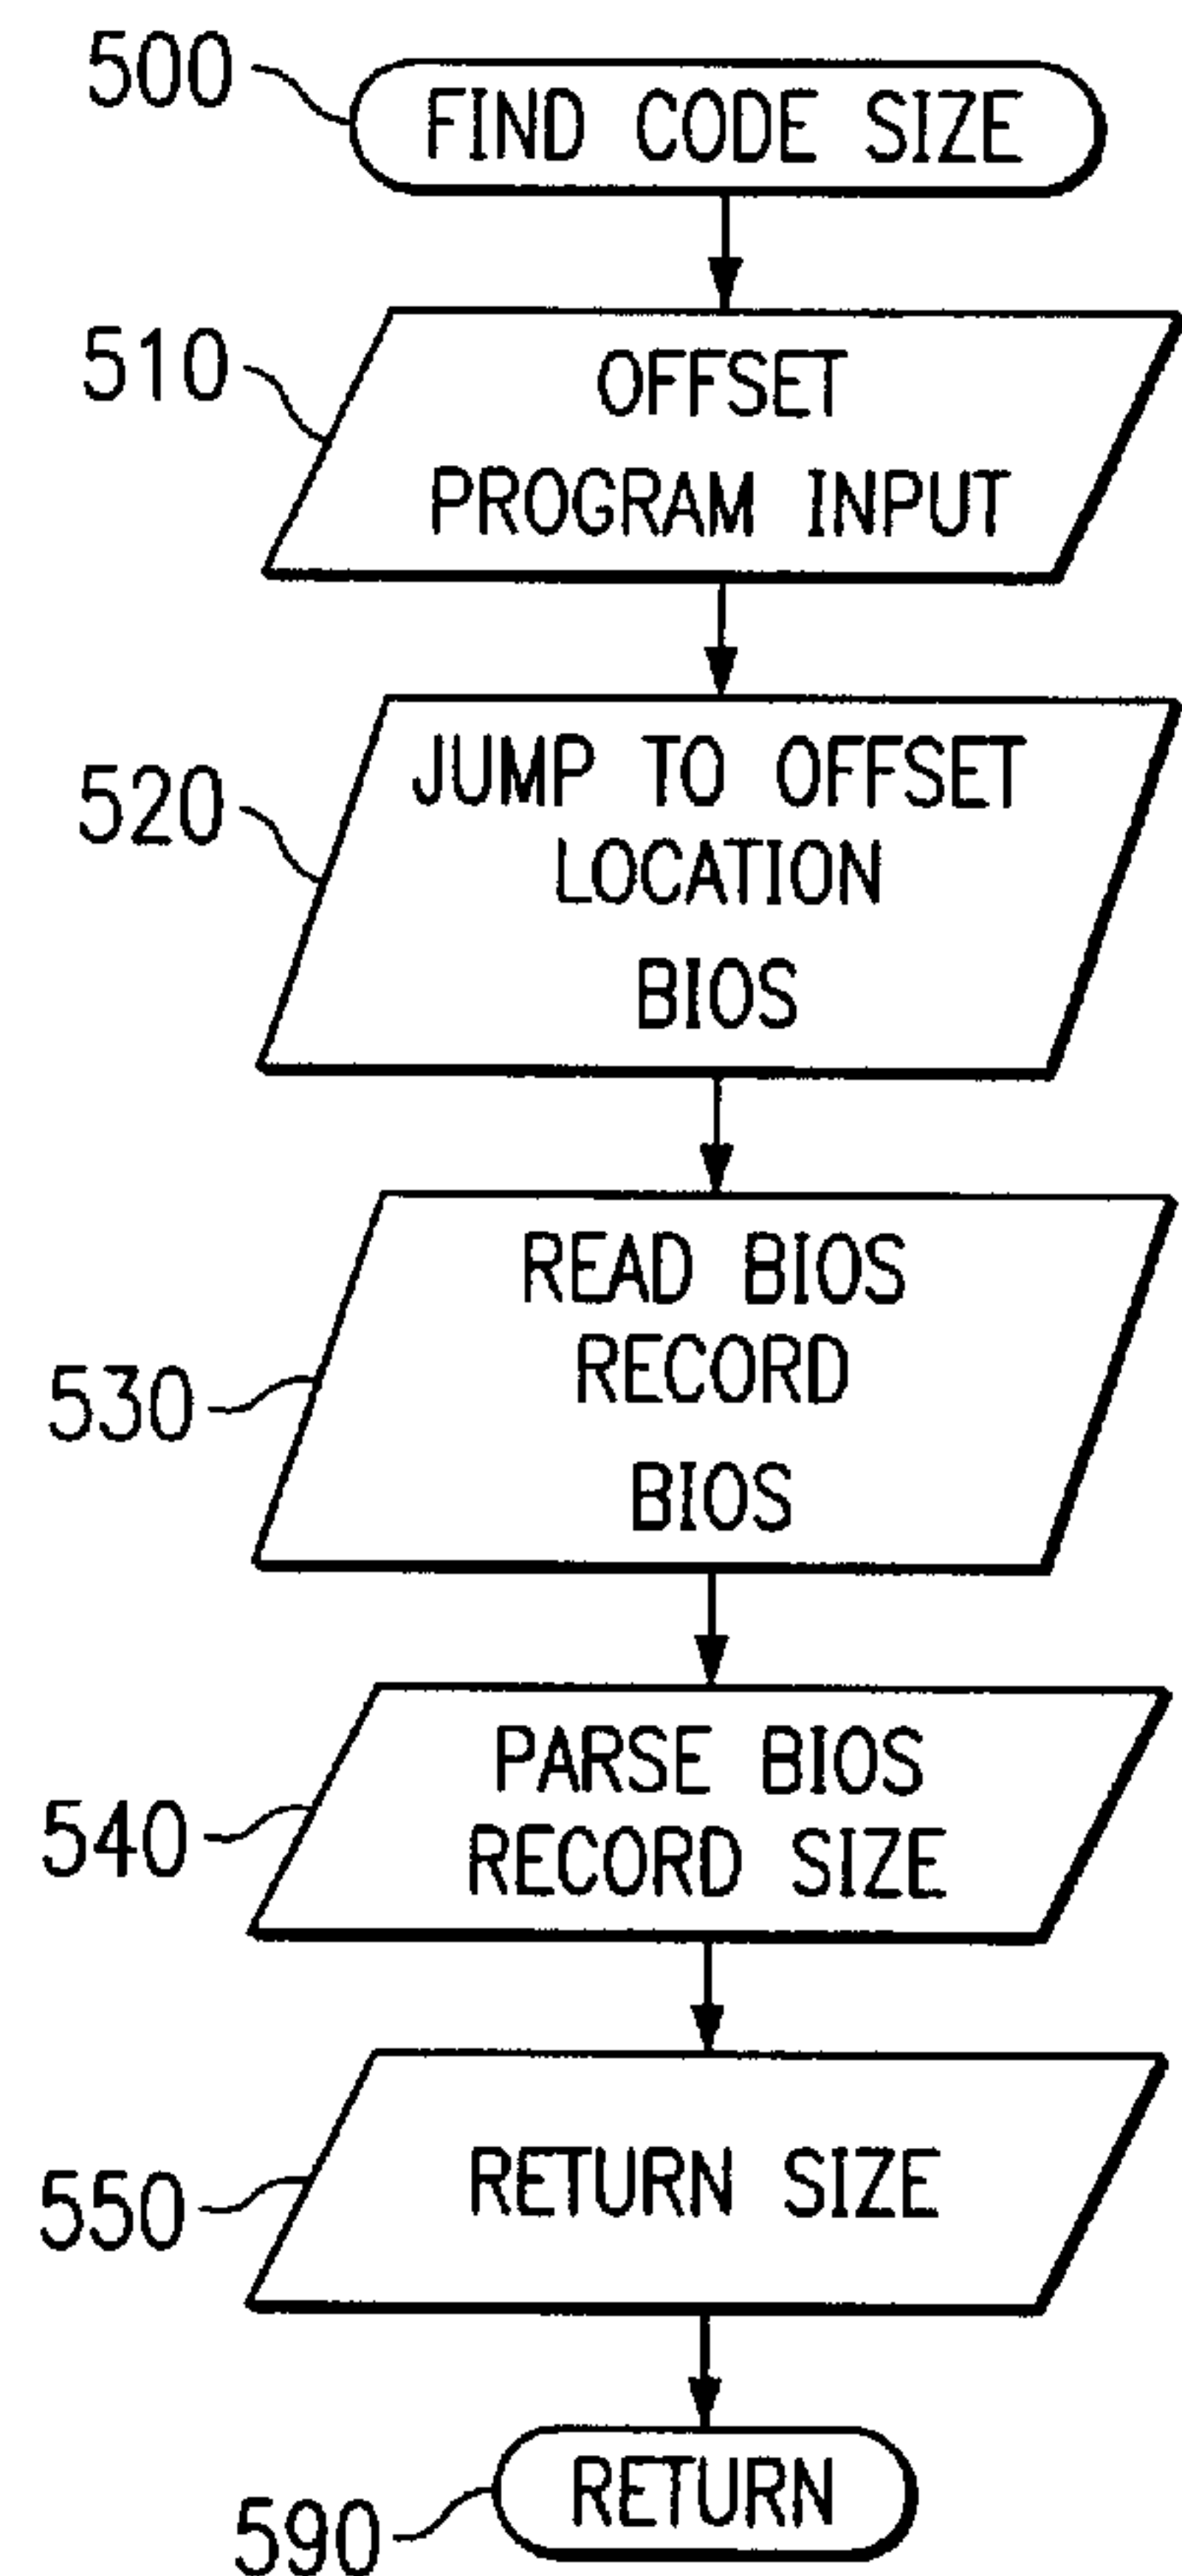 500
FIND CODE SIZE
510
OFFSET
PROGRAM INPUT
520
JUMP TO OFFSET
LOCATION
BIOS
530
READ BIOS
RECORD
BIOS
540
PARSE BIOS
RECORD SIZE
550
RETURN SIZE
590
RETURN